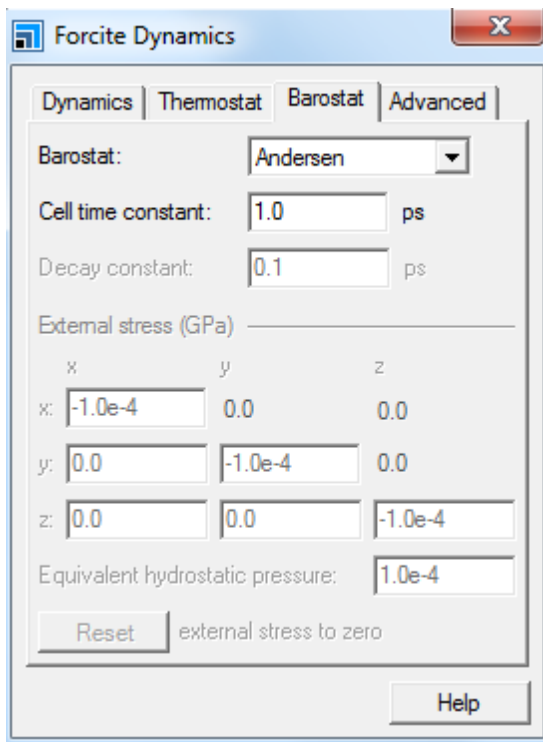 Forcite Dynamics
Dynamics Thermostat Barostat Advanced
Barostat: Andersen
Cell time constant: 1.0 ps
Decay constant: 0.1 ps
External stress (GPa)
x y z
x: -1.0e-4 0.0 0.0
y: 0.0 -1.0e-4 0.0
z: 0.0 0.0 -1.0e-4
Equivalent hydrostatic pressure: 1.0e-4
Reset external stress to zero
Help